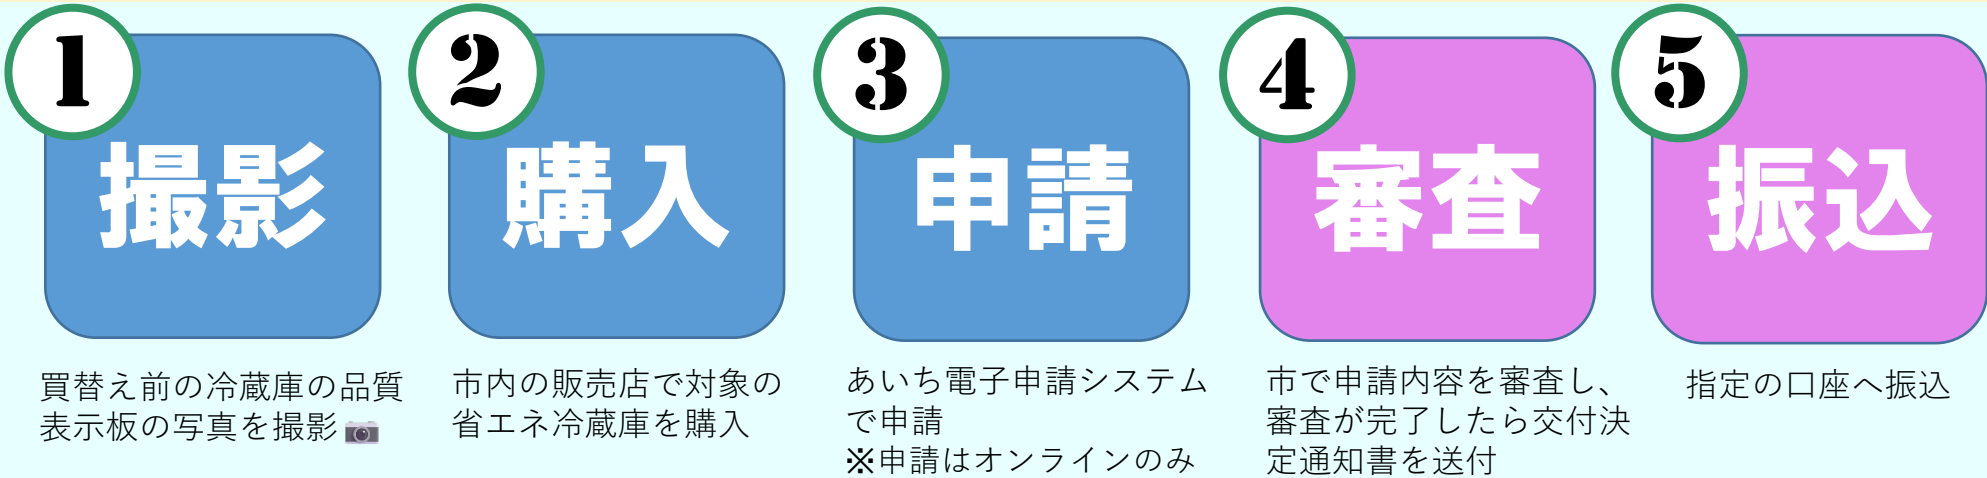 1
撮影
買替え前の冷蔵庫の品質
表示板の写真を撮影📷
2
購入
市内の販売店で対象の
省エネ冷蔵庫を購入
3
申請
あいち電子申請システム
で申請
※申請はオンラインのみ
4
審査
市で申請内容を審査し、
審査が完了したら交付決
定通知書を送付
5
振込
指定の口座へ振込